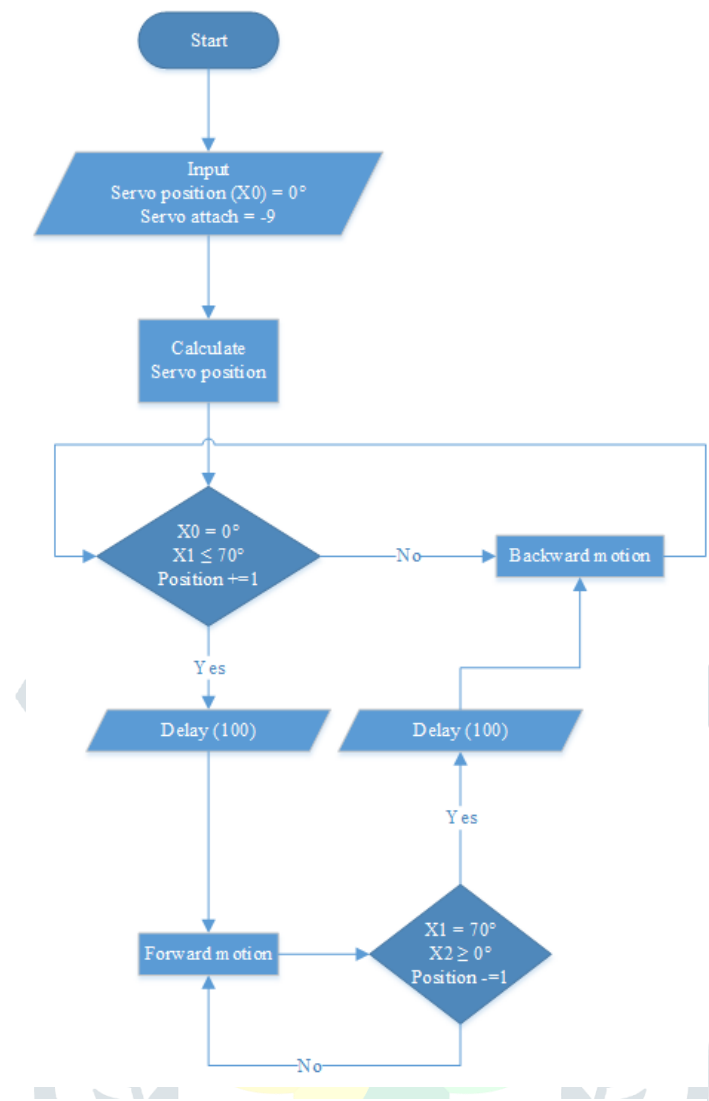 Start
Input
Servo position (X0) = 0°
Servo attach = -9
Calculate
Servo position
X0 = 0°
X1 ≤ 70°
Position +=1
No
Backward motion
Yes
Delay (100)
Delay (100)
Yes
Forward motion
X1 = 70°
X2 ≥ 0°
Position -=1
No